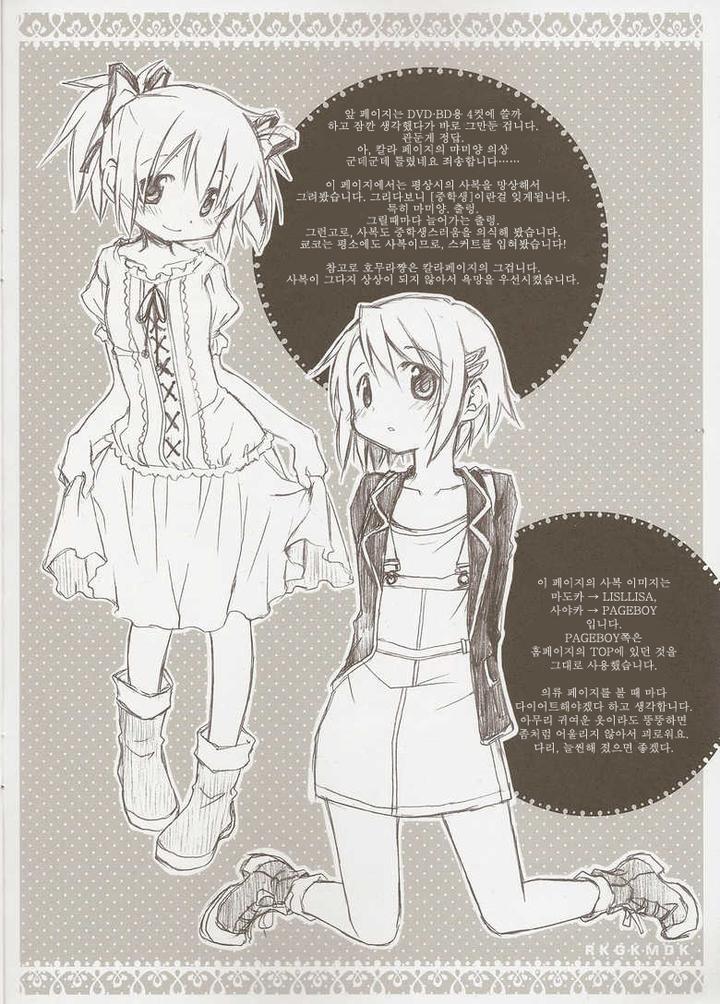 앞 페이지는 DVD·BD용 4컷에 쓸까
하고 잠깐 생각했다가 바로 그만둔 겁니다.
관둔게 정답.
아, 칼라 페이지의 마미양 의상
군데군데 틀렸네요 죄송합니다……
이 페이지에서는 평상시의 사복을 망상해서
그려봤습니다. 그리다보니 [중학생]이란걸 잊게됩니다.
특히 마미양. 출렁.
그릴때마다 늘어가는 출렁.
그런고로, 사복도 중학생스러움을 의식해 봤습니다.
쿄코는 평소에도 사복이므로, 스커트를 입혀봤습니다!
참고로 호무라쨩은 칼라페이지의 그겁니다.
사복이 그다지 상상이 되지 않아서 욕망을 우선시켰습니다.
이 페이지의 사복 이미지는
마도카 → LISLLISA,
사야카 → PAGEBOY
입니다.
PAGEBOY쪽은
홈페이지의 TOP에 있던 것을
그대로 사용했습니다.
의류 페이지를 볼 때 마다
다이어트해야겠다 하고 생각합니다.
아무리 귀여운 옷이라도 뚱뚱하면
좀처럼 어울리지 않아서 괴로워요.
다리, 늘씬해 졌으면 좋겠다.
RKGKMDK